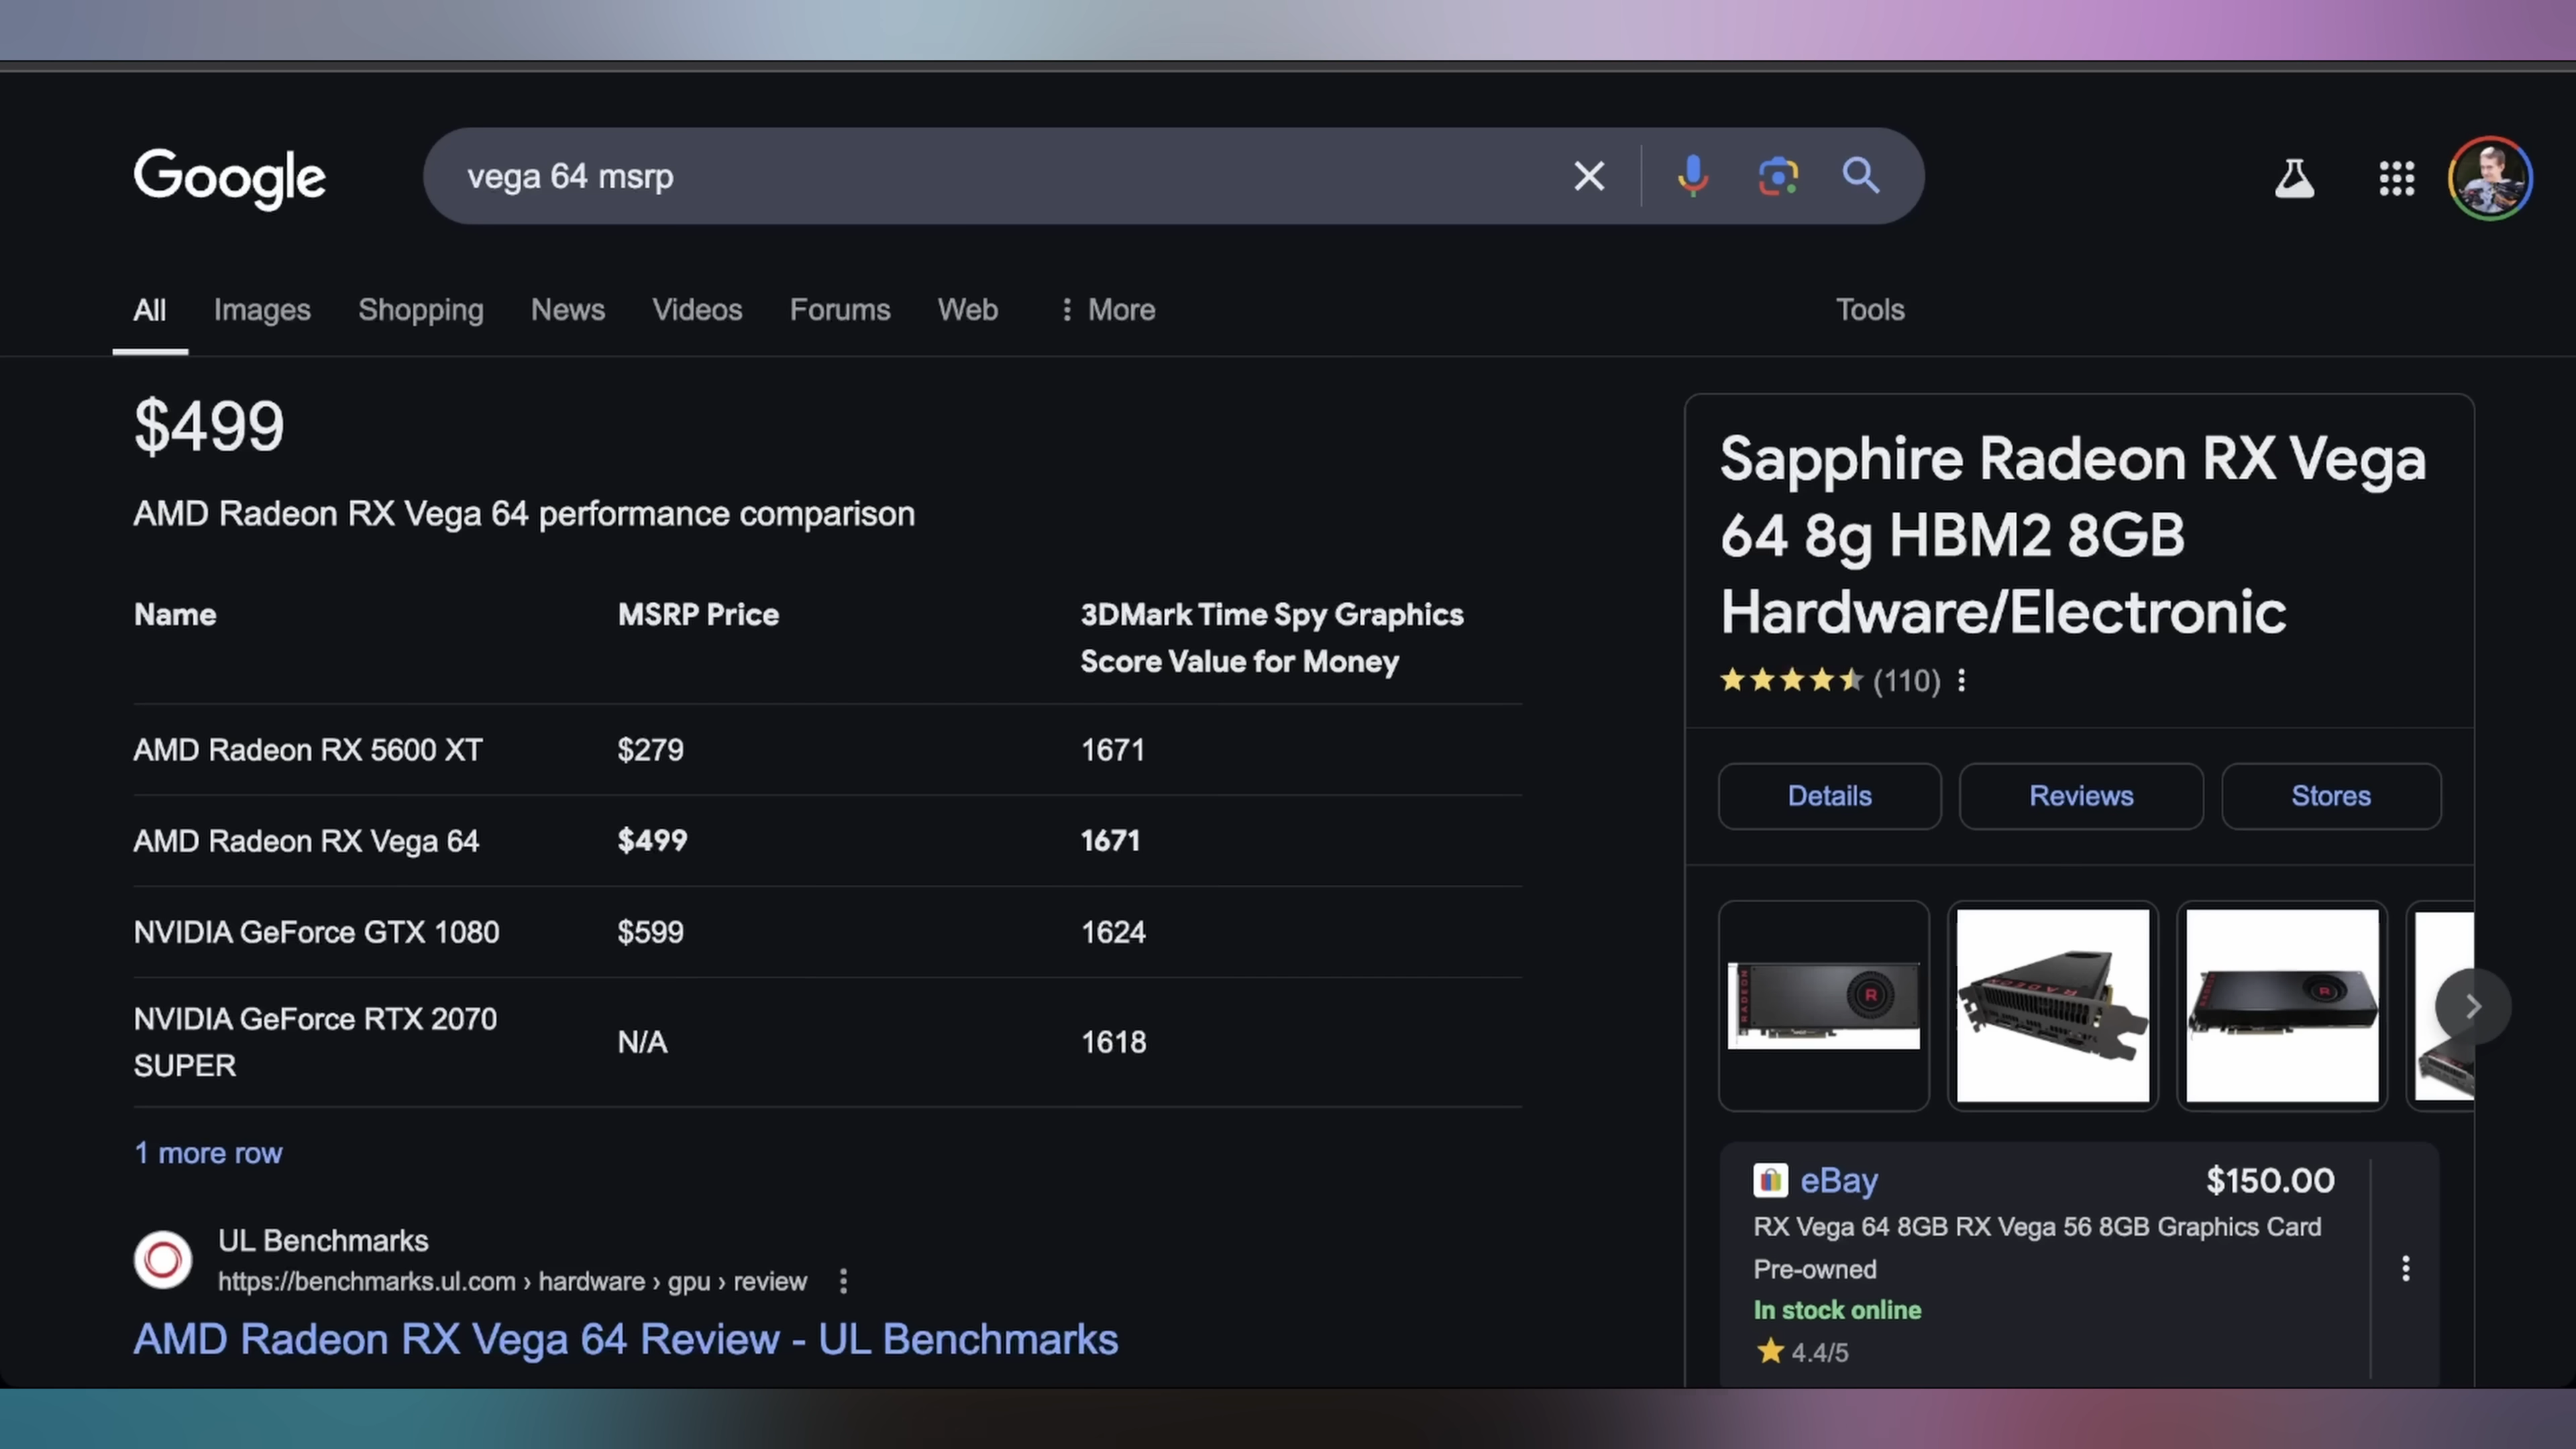 Google
vega 64 msrp
All Images Shopping News Videos Forums Web More
Tools
$499
AMD Radeon RX Vega 64 performance comparison
Name MSRP Price 3DMark Time Spy Graphics
Score Value for Money
AMD Radeon RX 5600 XT $279 1671
AMD Radeon RX Vega 64 $499 1671
NVIDIA GeForce GTX 1080 $599 1624
NVIDIA GeForce RTX 2070
SUPER
N/A 1618
1 more row
UL Benchmarks
https://benchmarks.ul.com › hardware › gpu › review
AMD Radeon RX Vega 64 Review - UL Benchmarks
Sapphire Radeon RX Vega
64 8g HBM2 8GB
Hardware/Electronic
(110)
Details Reviews Stores
RADEON
R
RADEON
R
eBay $150.00
RX Vega 64 8GB RX Vega 56 8GB Graphics Card
Pre-owned
In stock online
4.4/5